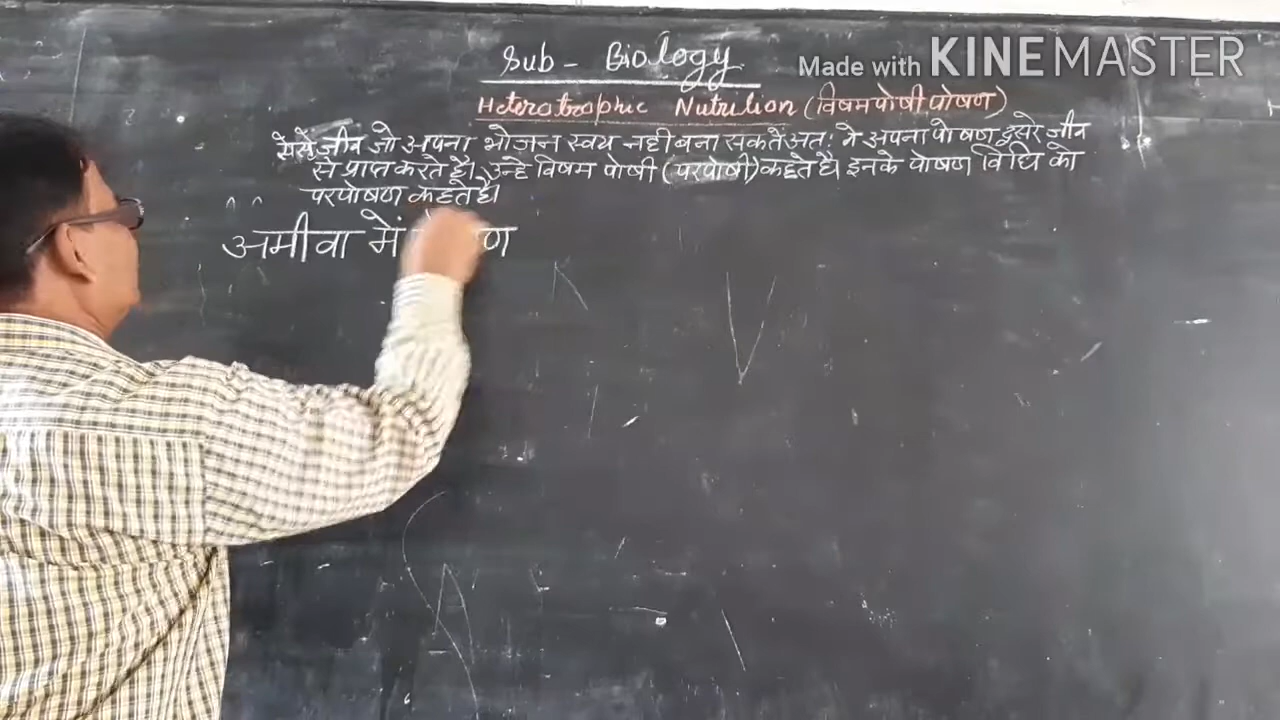 Sub - Biology
Made with KINEMASTER
Heterotrophic Nutrition (विषमपोषी पोषण)
ऐसे जीव जो अपना भोजन स्वय नही बना सकते अतः ये अपना पोषण दूसरे जीव
से प्राप्त करते है। उन्हे विषम पोषी (परपोषी) कहते है। इनके पोषण विधि को
परपोषण कहते है।
अमीवा में